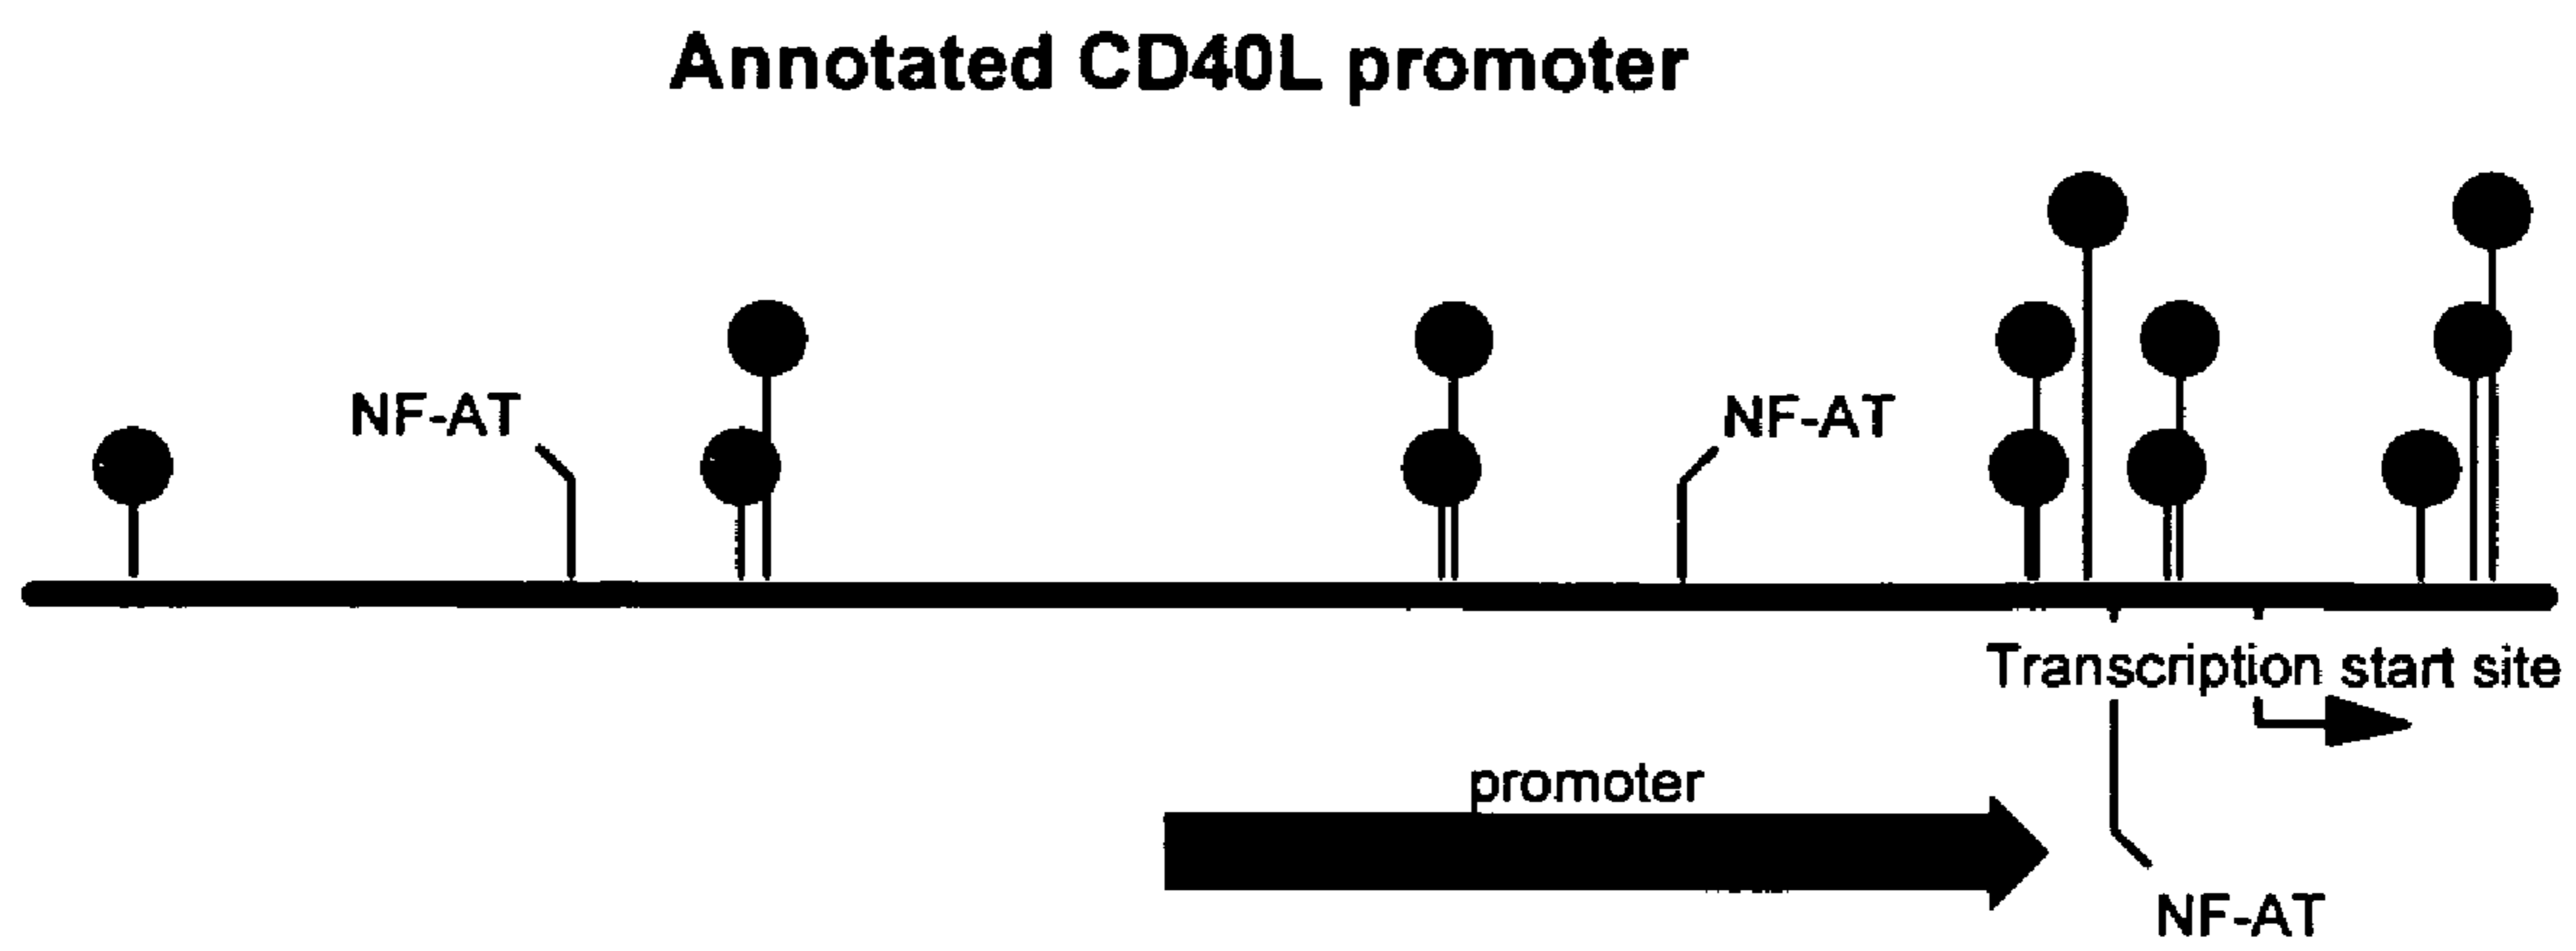 Annotated CD40L promoter
NF-AT
NF-AT
Transcription start site
promoter
NF-AT